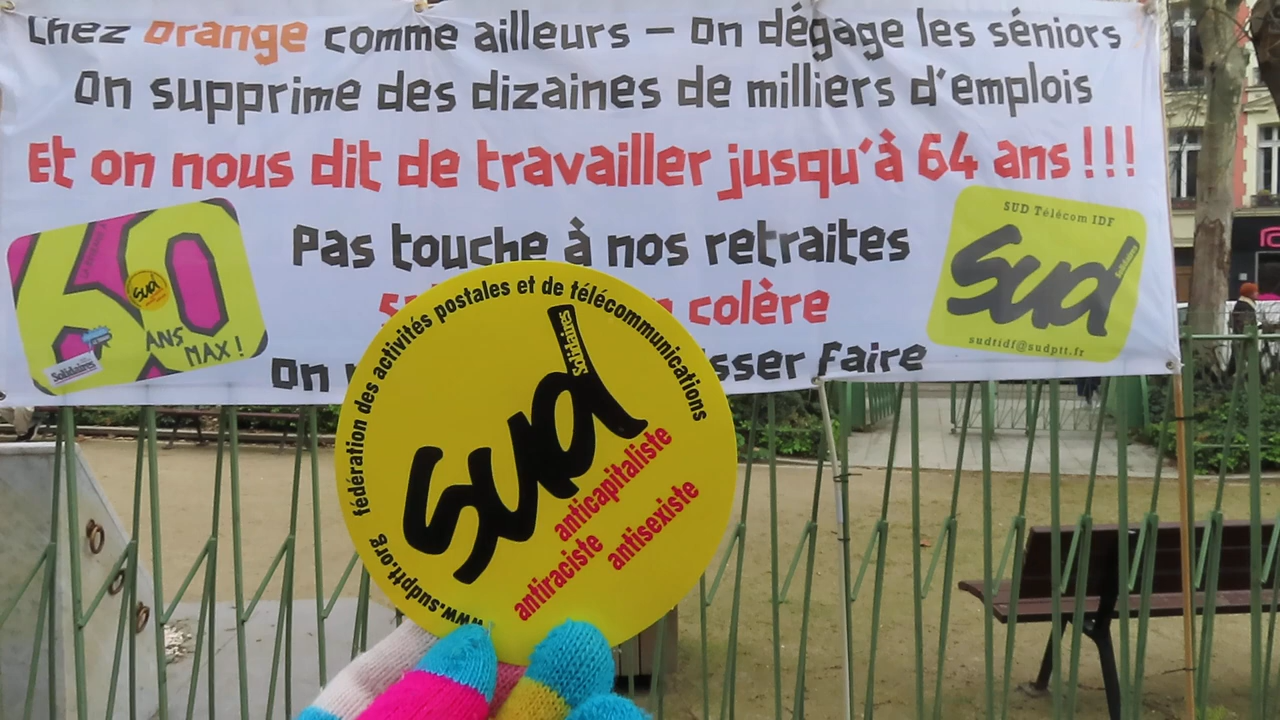 Chez orange comme ailleurs – on dégage les séniors
On supprime des dizaines de milliers d'emplois
Et on nous dit de travailler jusqu'à 64 ans !!!
Pas touche à nos retraites
colère
on
sser faire
60
Sud
ANS
MAX !
Solidaires
SUD Télécom IDF
Sud
Solidaires
sudtidf@sudptt.fr
fédération des activités postales et de télécommunications
Sud
Solidaires
anticapitaliste
antiraciste
antisexiste
www.sudptt.org